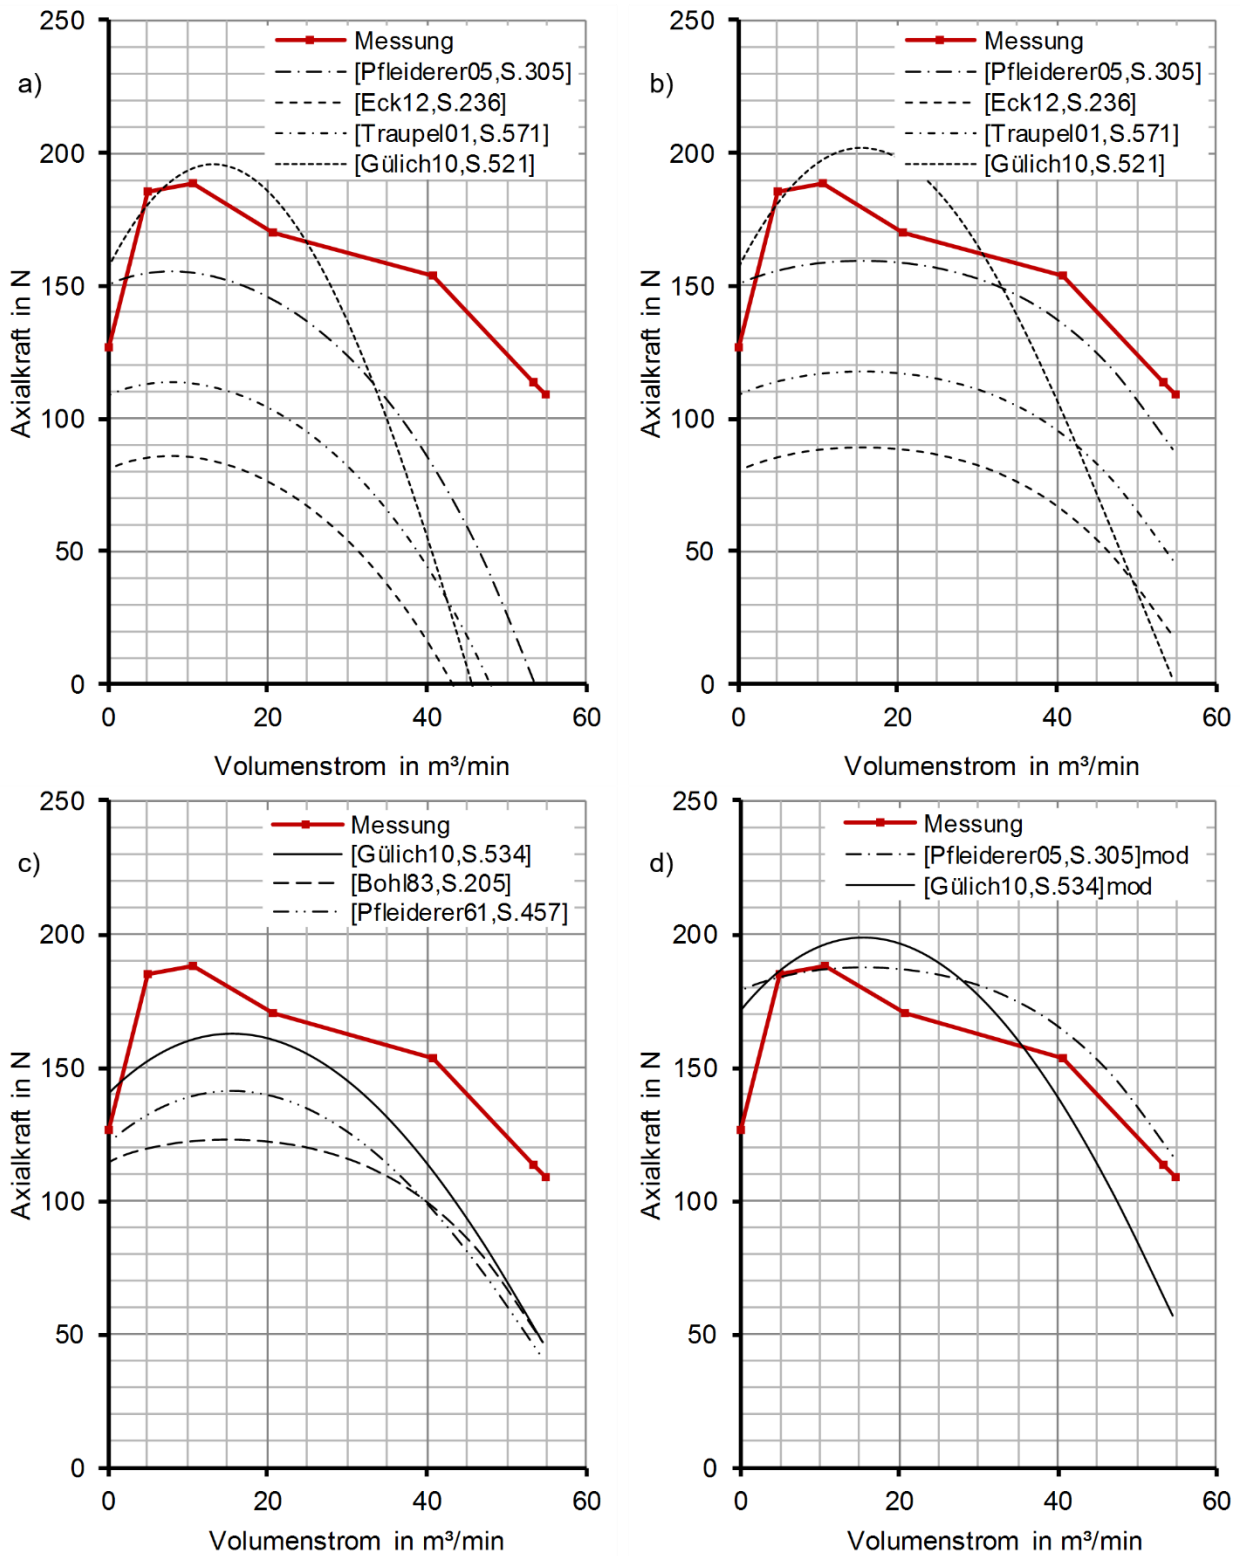 a)
250
200
150
100
50
0
0 20 40 60
Axialkraft in N
Volumenstrom in m³/min
Messung
[Pfleiderer05,S.305]
[Eck12,S.236]
[Traupel01,S.571]
[Gülich10,S.521]
b)
250
200
150
100
50
0
0 20 40 60
Axialkraft in N
Volumenstrom in m³/min
Messung
[Pfleiderer05,S.305]
[Eck12,S.236]
[Traupel01,S.571]
[Gülich10,S.521]
c)
250
200
150
100
50
0
0 20 40 60
Axialkraft in N
Volumenstrom in m³/min
Messung
[Gülich10,S.534]
[Bohl83,S.205]
[Pfleiderer61,S.457]
d)
250
200
150
100
50
0
0 20 40 60
Axialkraft in N
Volumenstrom in m³/min
Messung
[Pfleiderer05,S.305]mod
[Gülich10,S.534]mod